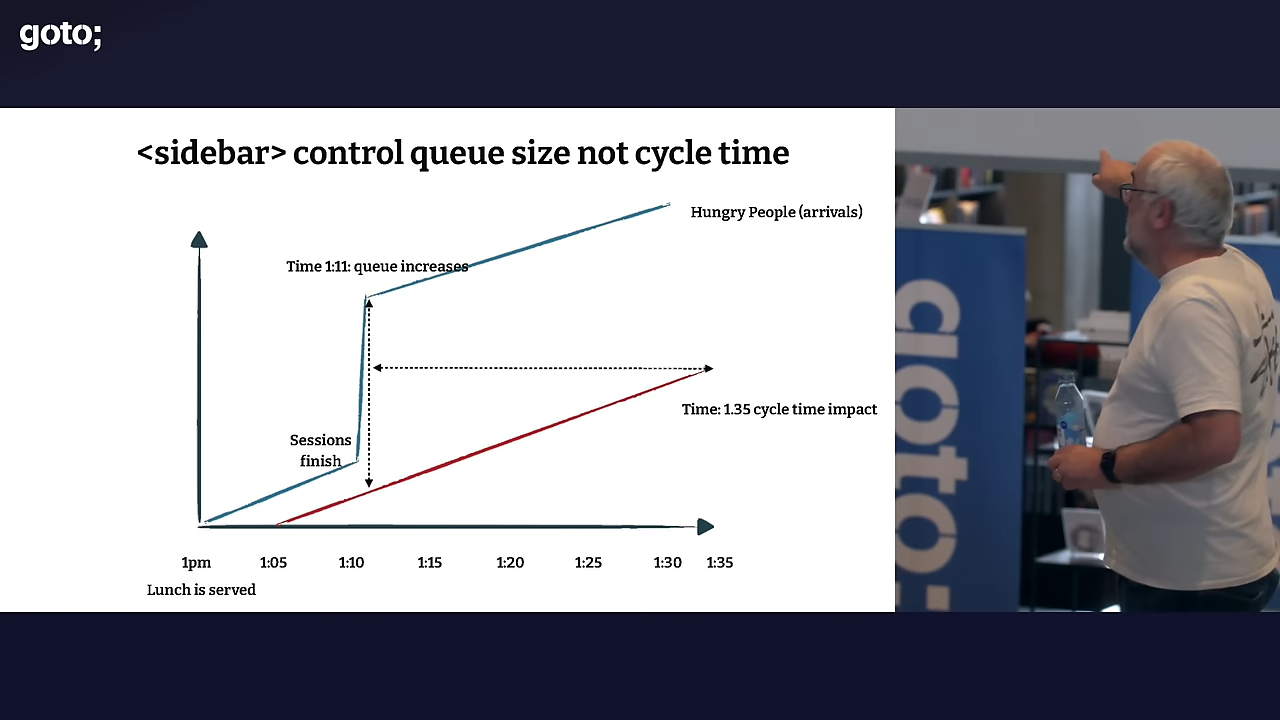 goto;
<sidebar> control queue size not cycle time
Hungry People (arrivals)
Time 1:11: queue increases
Time: 1.35 cycle time impact
Sessions
finish
1pm 1:05 1:10 1:15 1:20 1:25 1:30 1:35
Lunch is served
goto;